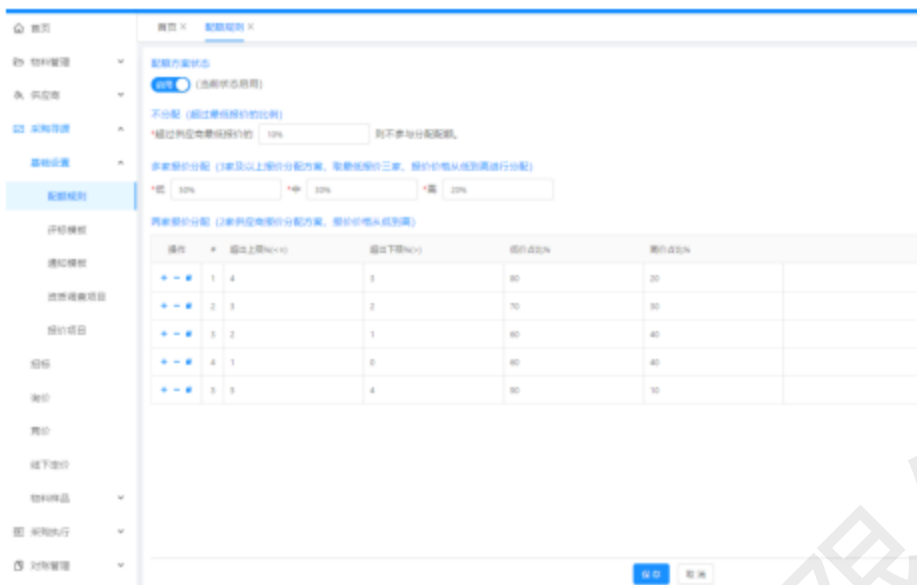 首页
首页 ×
配额规则 ×
物料管理
供应商
采购寻源
基础设置
配额规则
评标模板
通知模板
资质调查项目
报价项目
招标
询价
竞价
线下定价
物料样品
采购执行
对账管理
配额方案状态
启用 (当前状态启用)
不分配 (超过最低报价的比例)
*超过供应商最低报价的 10% 则不参与分配配额。
多家报价分配 (3家及以上报价分配方案, 取最低报价三家, 报价价格从低到高进行分配)
*低 *中 *高 20%
两家报价分配 (2家供应商报价分配方案, 报价价格从低到高)
操作 # 超出上限%(<=) 超出下限%(>) 低价占比% 高价占比%
1 4 3 80 20
2 3 2 70 30
3 2 1 60 40
4 1 0 60 40
5 5 4 90 10
保存 取消